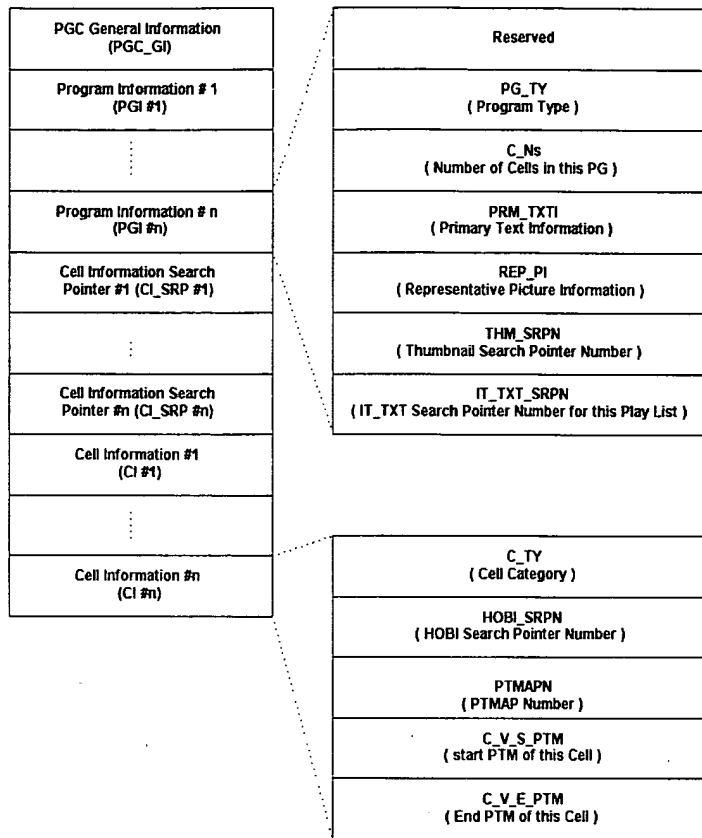 PGC General Information
(PGC_GI)
Program Information # 1
(PGI #1)
Program Information # n
(PGI #n)
Cell Information Search
Pointer #1 (CI_SRP #1)
Cell Information Search
Pointer #n (CI_SRP #n)
Cell Information #1
(CI #1)
Cell Information #n
(CI #n)
Reserved
PG_TY
( Program Type )
C_Ns
( Number of Cells in this PG )
PRM_TXTI
( Primary Text Information )
REP_PI
( Representative Picture Information )
THM_SRPN
( Thumbnail Search Pointer Number )
IT_TXT_SRPN
( IT_TXT Search Pointer Number for this Play List )
C_TY
( Cell Category )
HOBI_SRPN
( HOBI Search Pointer Number )
PTMAPN
( PTMAP Number )
C_V_S_PTM
( start PTM of this Cell )
C_V_E_PTM
( End PTM of this Cell )